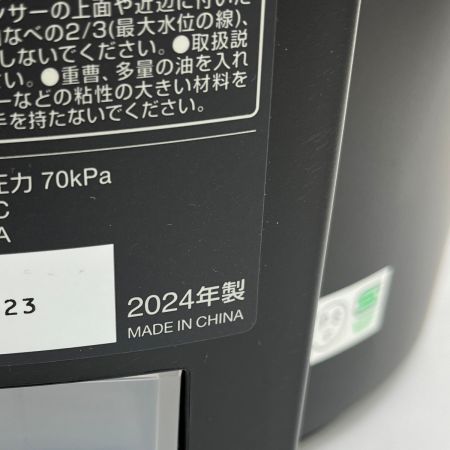 ンサーの上面や近辺に付いた
なべの2/3(最大水位の線)、
しないでください。●取扱説
い。●重曹、多量の油を入れ
ーなどの粘性の大きい材料を
手を持たないでください。
圧力 70kPa
C
A
23
2024年製
MADE IN CHINA